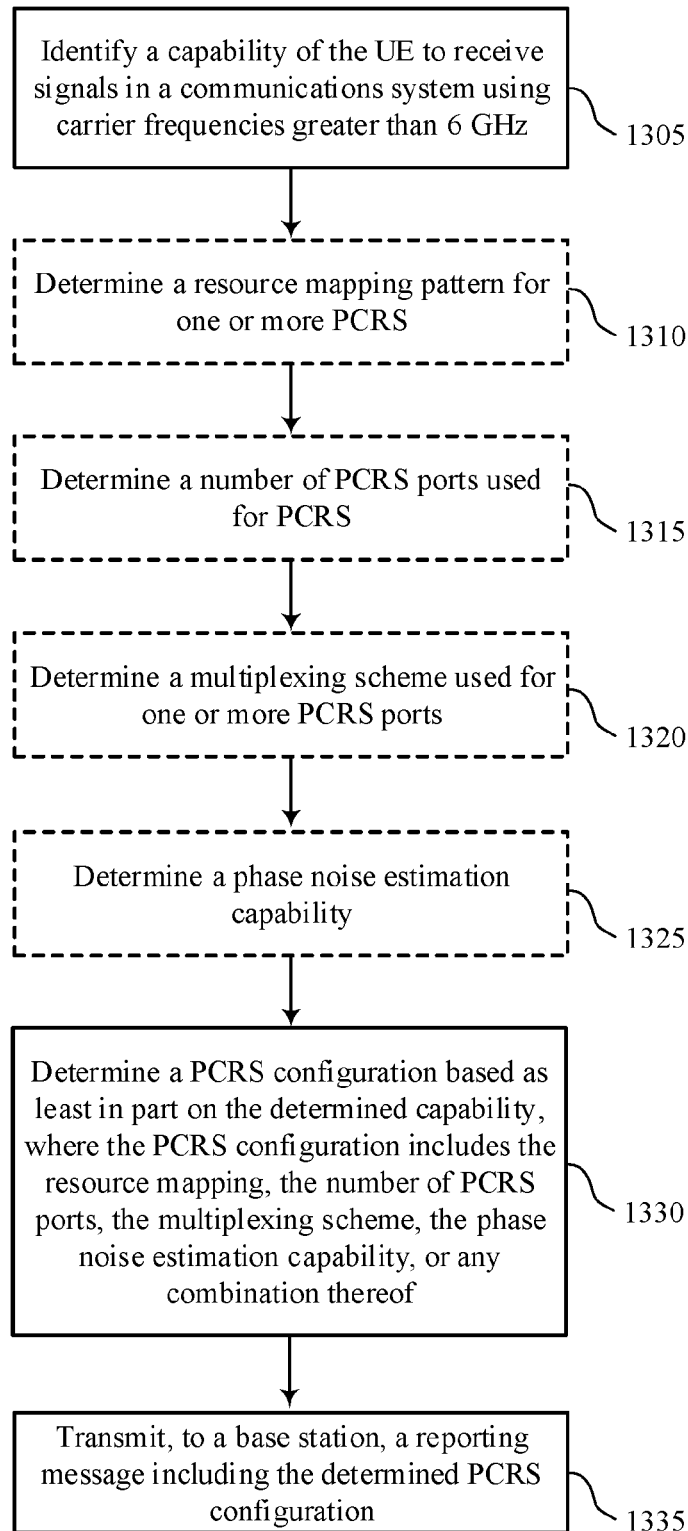 Identify a capability of the UE to receive
signals in a communications system using
carrier frequencies greater than 6 GHz
1305
Determine a resource mapping pattern for
one or more PCRS
1310
Determine a number of PCRS ports used
for PCRS
1315
Determine a multiplexing scheme used for
one or more PCRS ports
1320
Determine a phase noise estimation
capability
1325
Determine a PCRS configuration based as
least in part on the determined capability,
where the PCRS configuration includes the
resource mapping, the number of PCRS
ports, the multiplexing scheme, the phase
noise estimation capability, or any
combination thereof
1330
Transmit, to a base station, a reporting
message including the determined PCRS
configuration
1335